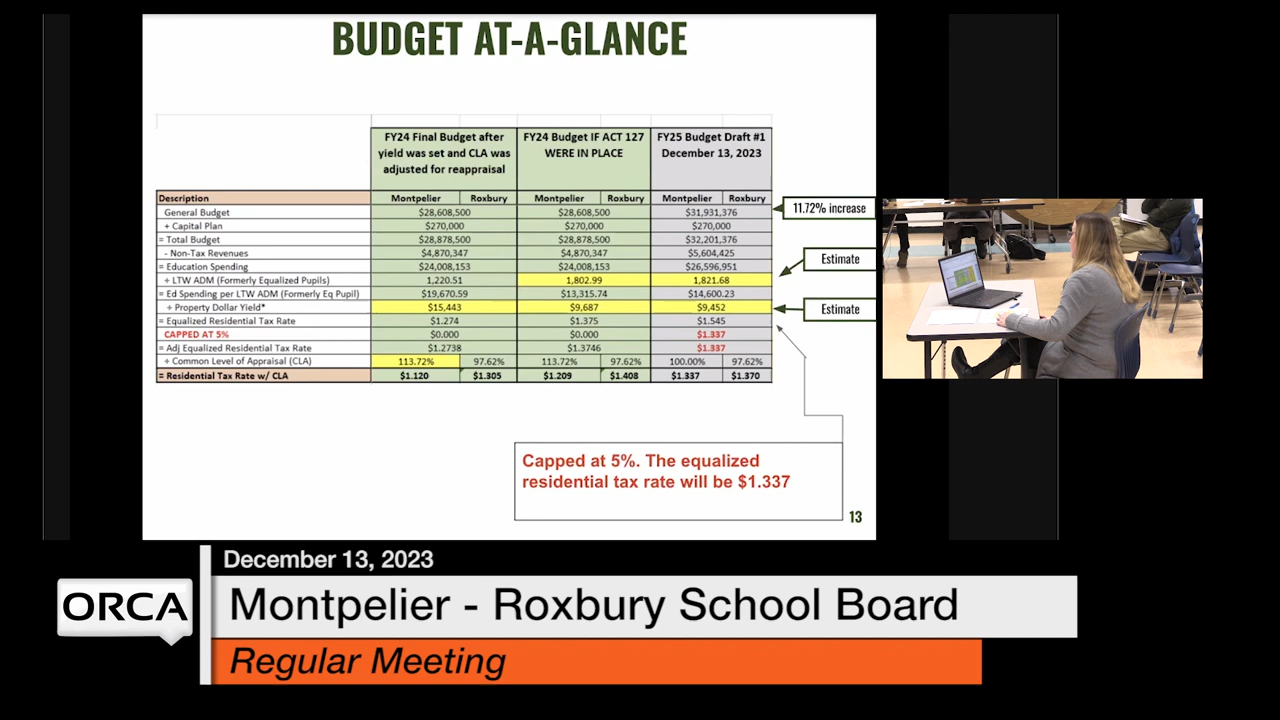 BUDGET AT-A-GLANCE
FY24 Final Budget after yield was set and CLA was adjusted for reappraisal FY24 Budget IF ACT 127 WERE IN PLACE FY25 Budget Draft #1 December 13, 2023
Description Montpelier Roxbury Montpelier Roxbury Montpelier Roxbury
General Budget $28,608,500 $28,608,500 $31,931,376
+ Capital Plan $270,000 $270,000 $270,000
= Total Budget $28,878,500 $28,878,500 $32,201,376
- Non-Tax Revenues $4,870,347 $4,870,347 $5,604,425
= Education Spending $24,008,153 $24,008,153 $26,596,951
÷ LTW ADM (Formerly Equalized Pupils) 1,220.51 1,802.99 1,821.68
= Ed Spending per LTW ADM (Formerly Eq Pupil) $19,670.59 $13,315.74 $14,600.23
÷ Property Dollar Yield* $15,443 $9,687 $9,452
= Equalized Residential Tax Rate $1.274 $1.375 $1.545
CAPPED AT 5% $0.000 $0.000 $1.337
= Adj Equalized Residential Tax Rate $1.2738 $1.3746 $1.337
÷ Common Level of Appraisal (CLA) 113.72% 97.62% 113.72% 97.62% 100.00% 97.62%
= Residential Tax Rate w/ CLA $1.120 $1.305 $1.209 $1.408 $1.337 $1.370
11.72% increase
Estimate
Estimate
Capped at 5%. The equalized
residential tax rate will be $1.337
13
December 13, 2023
ORCA
Montpelier - Roxbury School Board
Regular Meeting